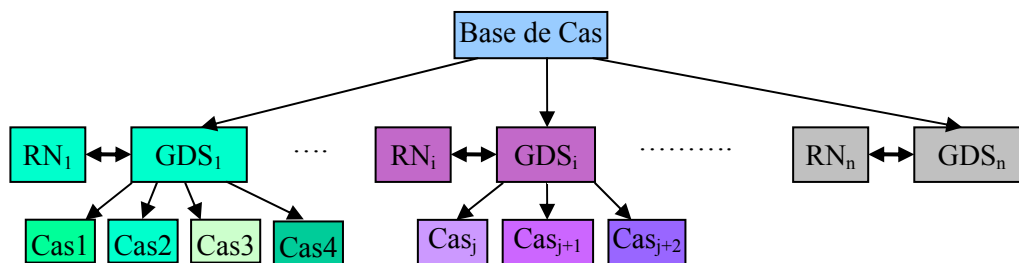 Base de Cas
RN₁ GDS₁ .... RNᵢ GDSᵢ .......... RNₙ GDSₙ
Cas1 Cas2 Cas3 Cas4 Casⱼ Casⱼ₊₁ Casⱼ₊₂